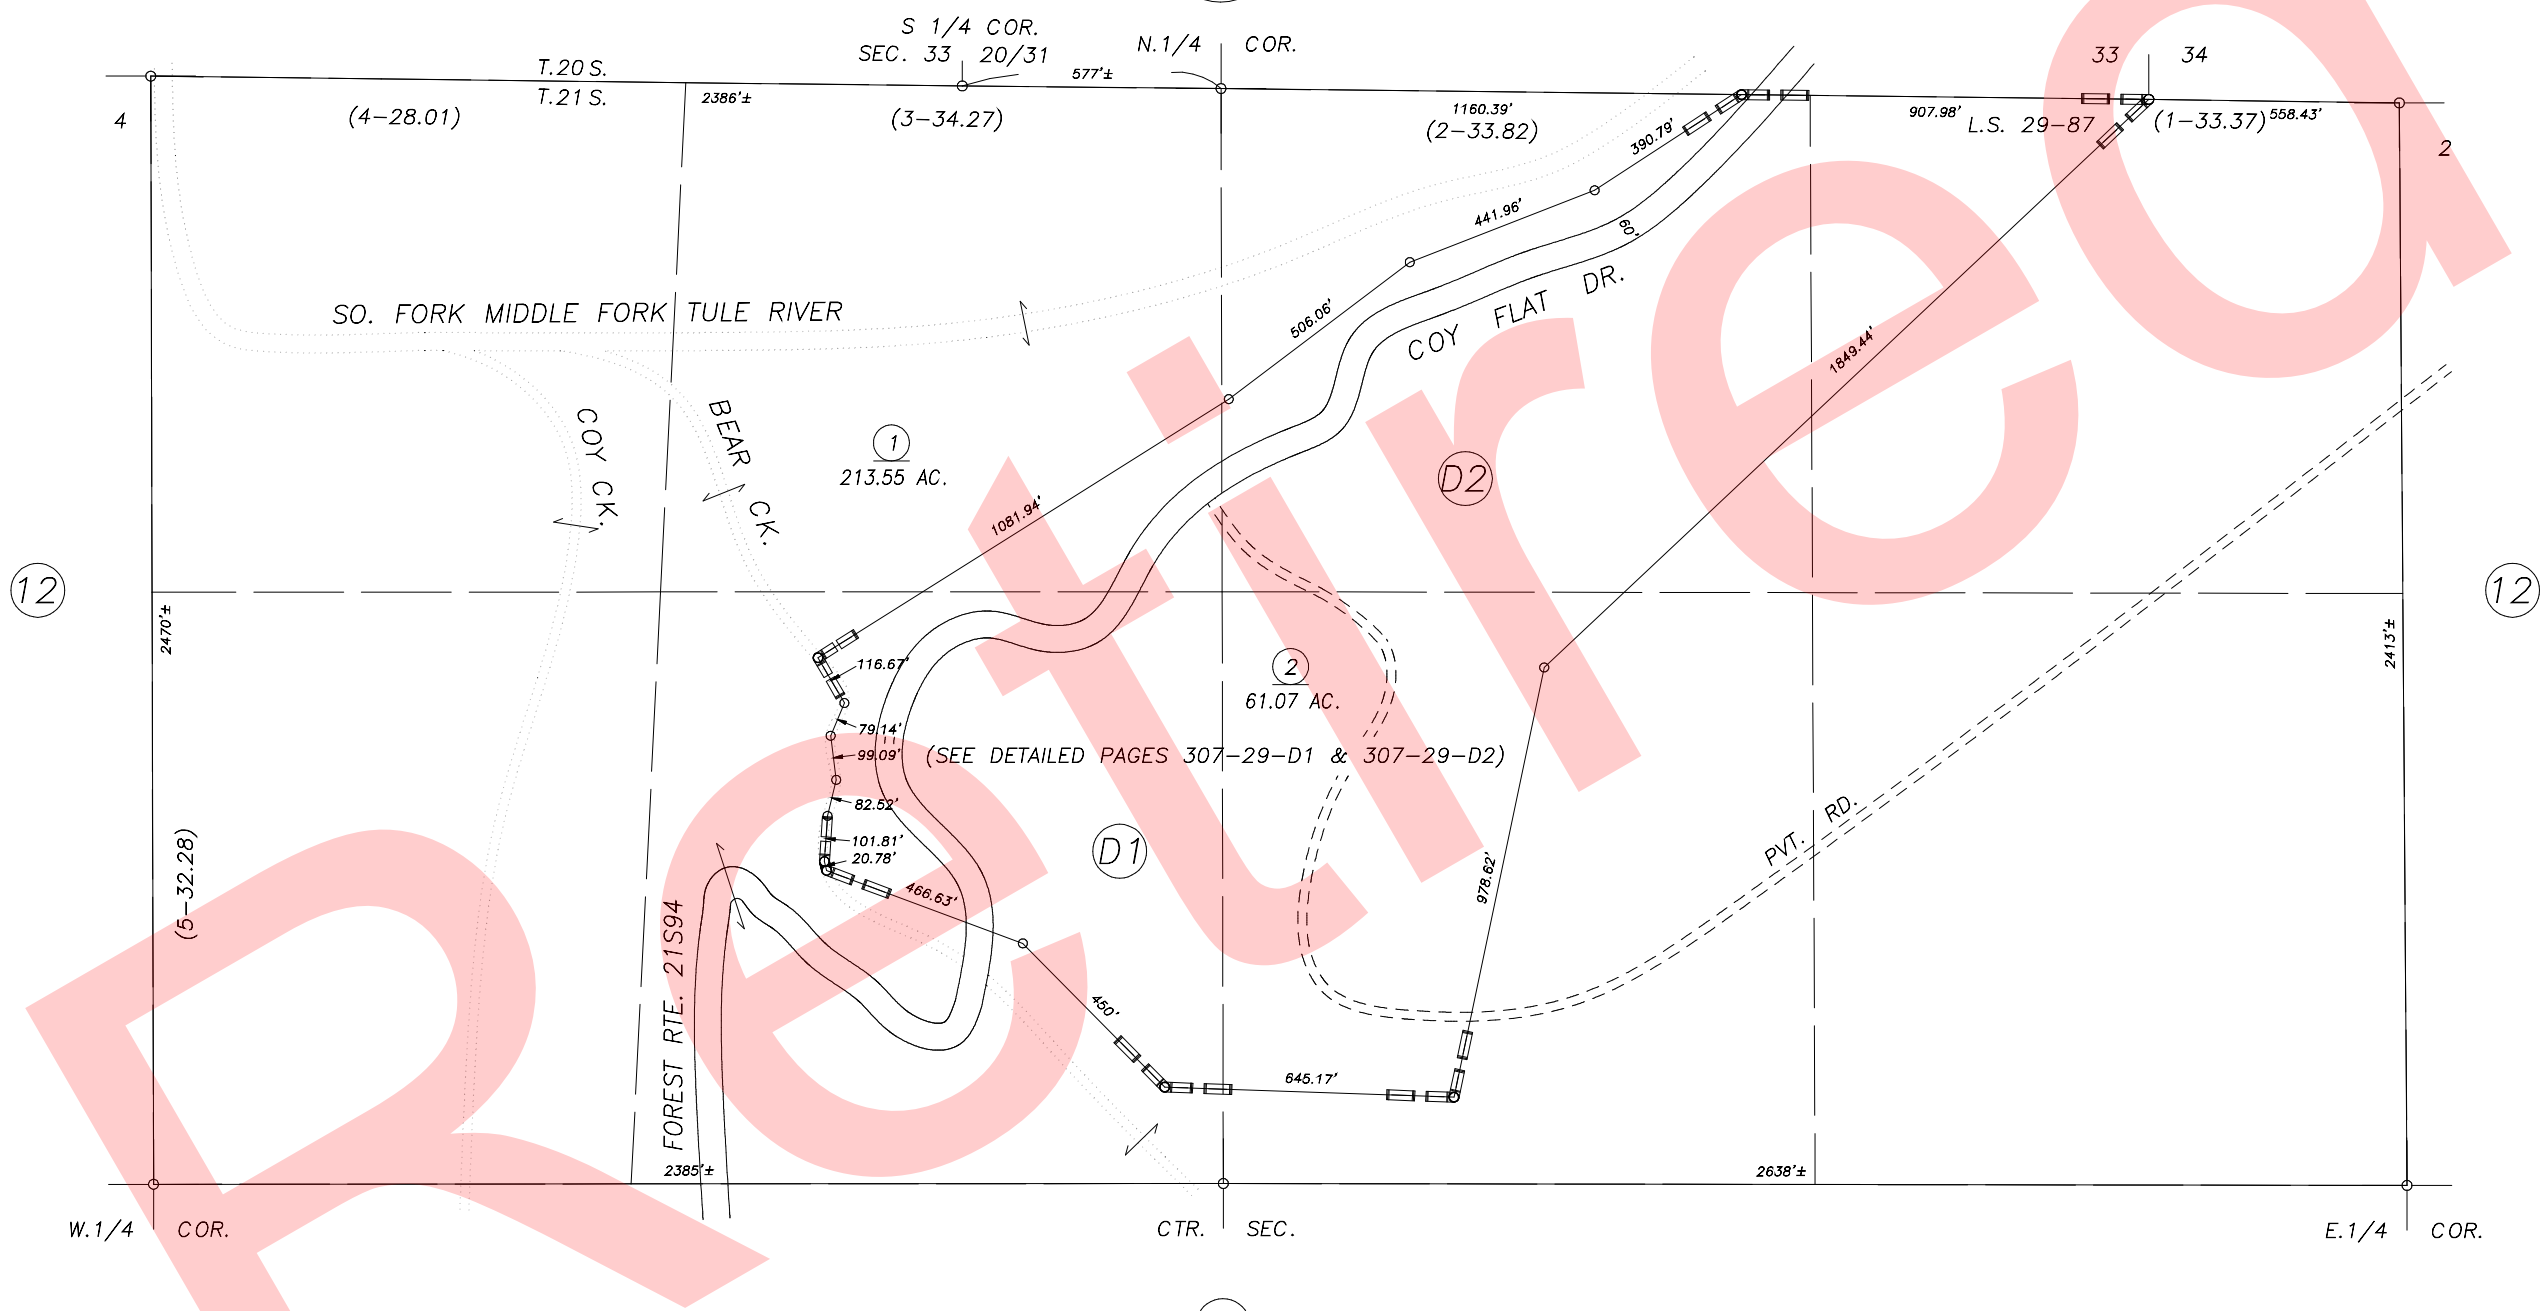 S 1/4 COR.
SEC. 33 20/31
N.1/4 COR.
33 34
T.20 S.
T.21 S.
577'±
2386'±
4
(4-28.01)
(3-34.27)
1160.39'
(2-33.82)
907.98'
L.S. 29-87
(1-33.37)
558.43'
2
390.79'
441.96'
60'
506.06'
SO. FORK MIDDLE FORK TULE RIVER
COY FLAT DR.
1849.44'
COY CK.
BEAR CK.
1
213.55 AC.
D2
1081.94'
12
12
2470'±
2413'±
116.67'
2
61.07 AC.
79.14'
99.09'
(SEE DETAILED PAGES 307-29-D1 & 307-29-D2)
82.52'
101.81'
20.78'
D1
PVT. RD.
(5-32.28)
466.63'
978.62'
FOREST RTE. 21S94
450'
645.17'
2385'±
2638'±
W.1/4 COR.
CTR. SEC.
E.1/4 COR.
Retired